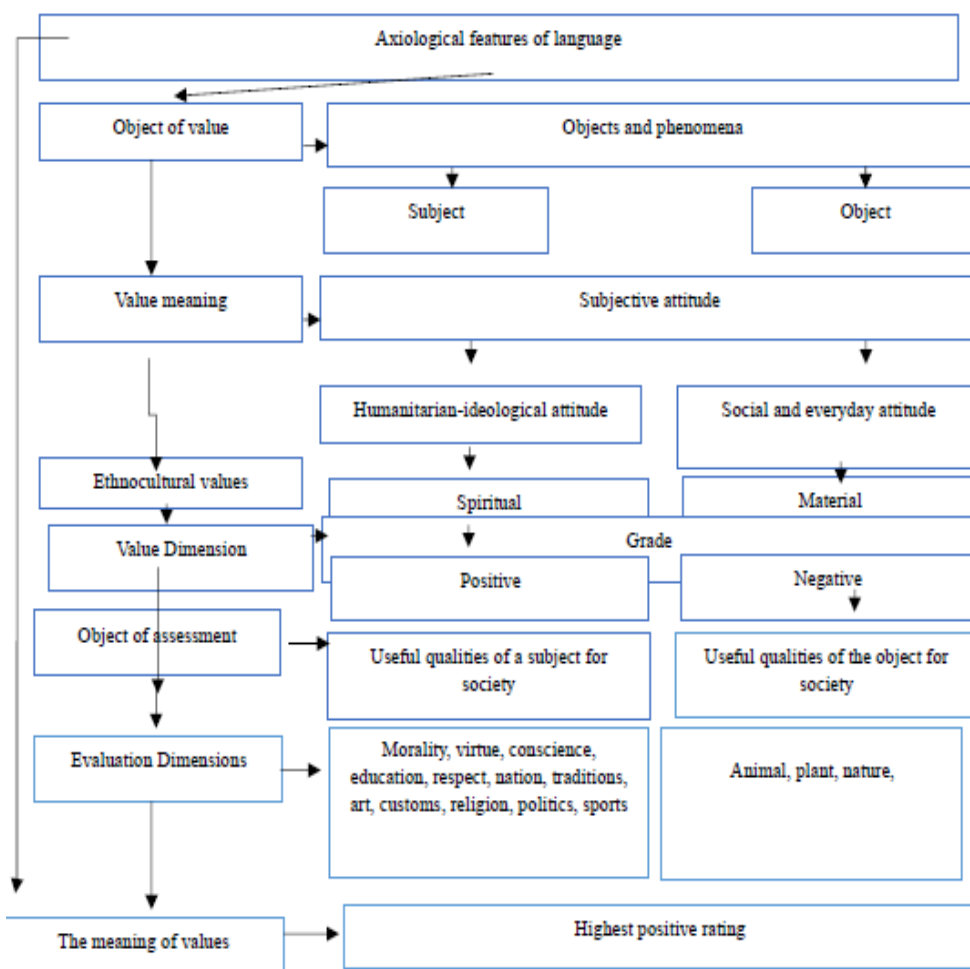 Axiological features of language
Object of value
Objects and phenomena
Subject
Object
Value meaning
Subjective attitude
Humanitarian-ideological attitude
Social and everyday attitude
Ethnocultural values
Spiritual
Material
Value Dimension
Grade
Positive
Negative
Object of assessment
Useful qualities of a subject for
society
Useful qualities of the object for
society
Evaluation Dimensions
Morality, virtue, conscience,
education, respect, nation, traditions,
art, customs, religion, politics, sports
Animal, plant, nature,
The meaning of values
Highest positive rating